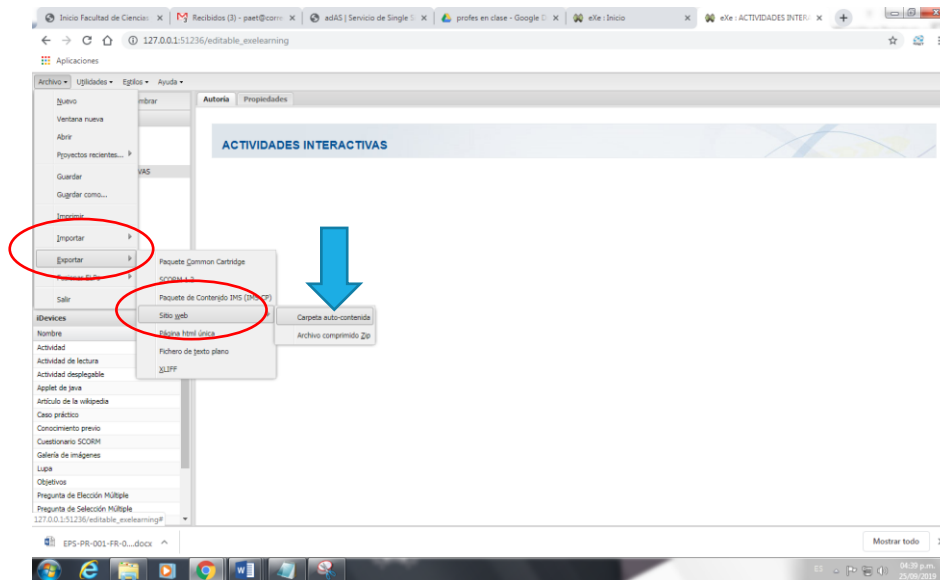 Inicio Facultad de Ciencias
Recibidos (3) - paet@corre
adAS | Servicio de Single Si
profes en clase - Google D
eXe : Inicio
eXe : ACTIVIDADES INTER
127.0.0.1:51236/editable_exelearning
Aplicaciones
Archivo Utilidades Estilos Ayuda
Nuevo
mbrar
Autoría Propiedades
Ventana nueva
Abrir
ACTIVIDADES INTERACTIVAS
Proyectos recientes...
VAS
Guardar
Guardar como...
Imprimir
Importar
Exportar
Paquete Common Cartridge
SCORM 1.2
Salir
Paquete de Contenido IMS (IMS CP)
iDevices
Sitio web
Carpeta auto-contenida
Nombre
Página html única
Archivo comprimido Zip
Actividad
Fichero de texto plano
Actividad de lectura
XLIFF
Actividad desplegable
Applet de java
Artículo de la wikipedia
Caso práctico
Conocimiento previo
Cuestionario SCORM
Galería de imágenes
Lupa
Objetivos
Pregunta de Elección Múltiple
Pregunta de Selección Múltiple
127.0.0.1:51236/editable_exelearning#
EPS-PR-001-FR-0....docx
Mostrar todo
ES
04:39 p.m.
25/09/2019